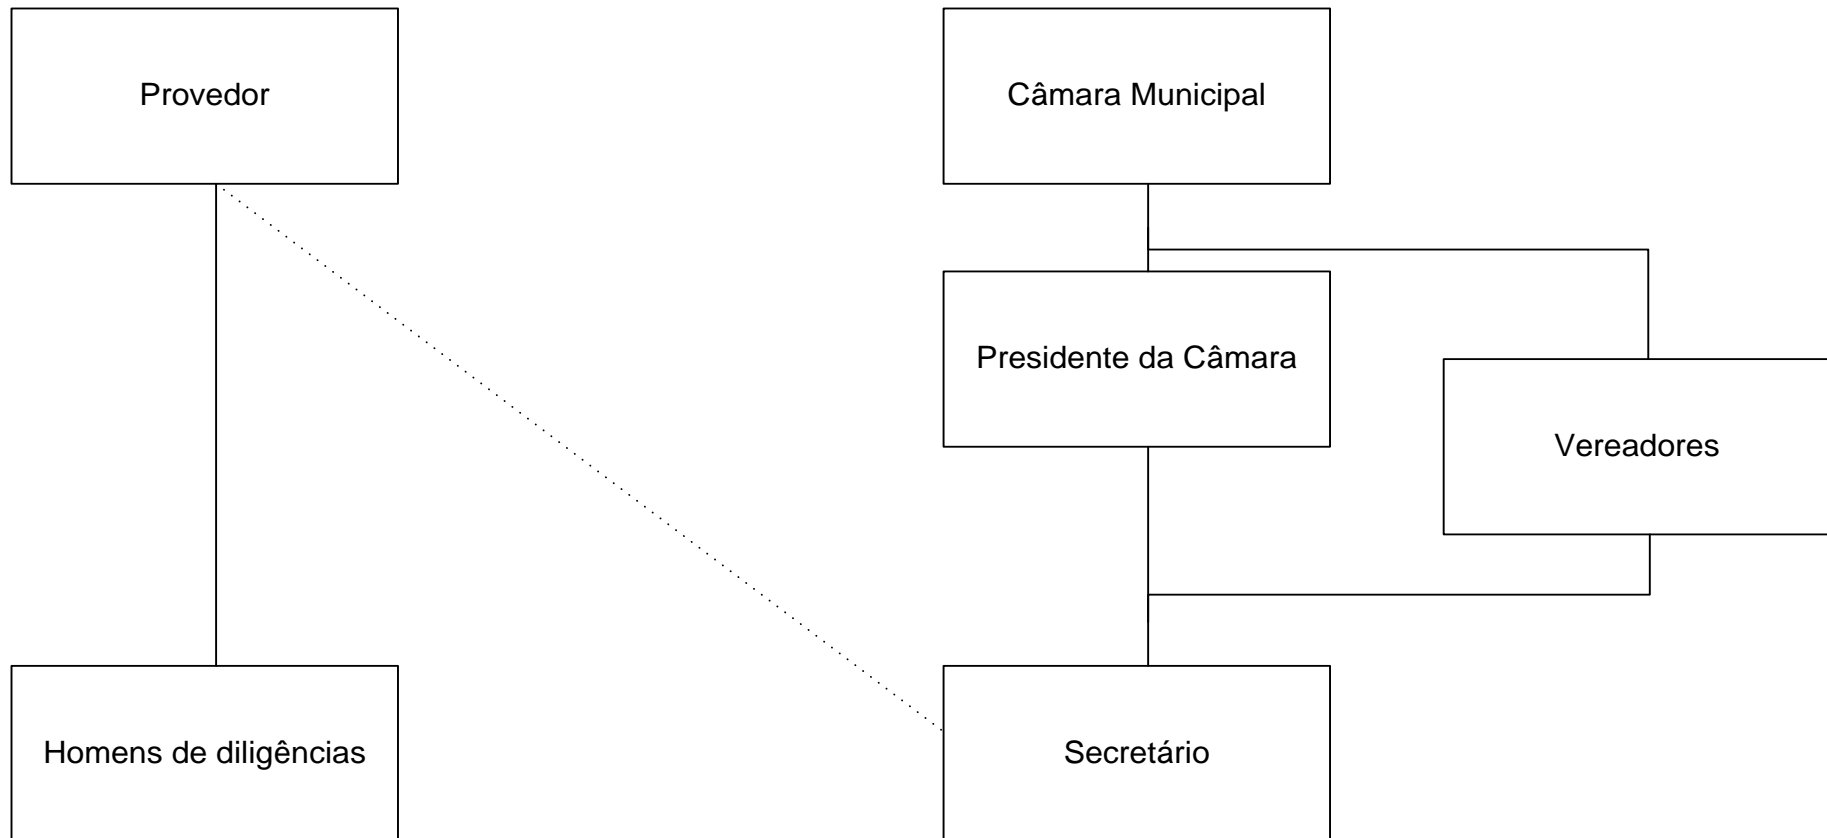 Provedor
Câmara Municipal
Presidente da Câmara
Vereadores
Homens de diligências
Secretário